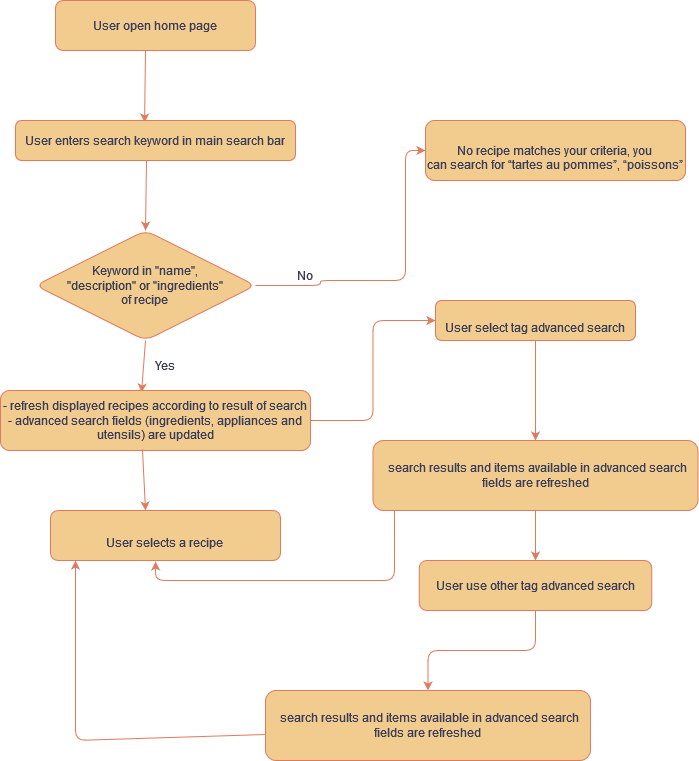 User open home page
User enters search keyword in main search bar
No recipe matches your criteria, you
can search for “tartes au pommes”, “poissons”
Keyword in "name",
"description" or "ingredients"
of recipe
No
User select tag advanced search
Yes
- refresh displayed recipes according to result of search
- advanced search fields (ingredients, appliances and
utensils) are updated
search results and items available in advanced search
fields are refreshed
User selects a recipe
User use other tag advanced search
search results and items available in advanced search
fields are refreshed